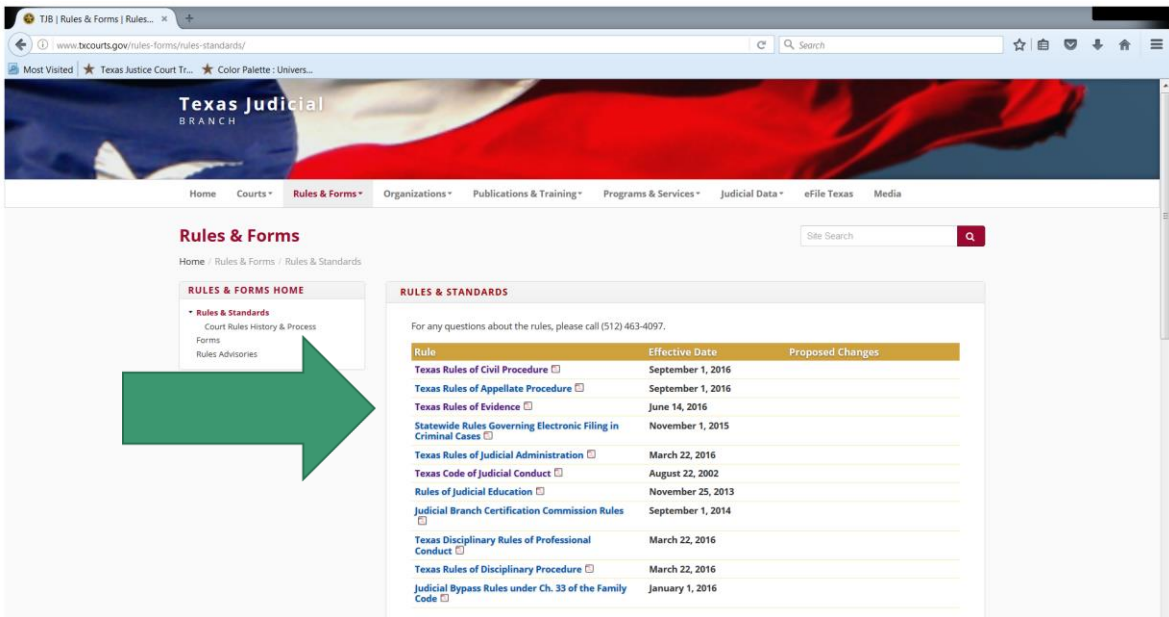 TJB | Rules & Forms | Rules... × +
www.txcourts.gov/rules-forms/rules-standards/
Search
Most Visited Texas Justice Court Tr... Color Palette : Univers...
Texas Judicial
BRANCH
Home Courts Rules & Forms Organizations Publications & Training Programs & Services Judicial Data eFile Texas Media
Rules & Forms
Site Search
Home / Rules & Forms / Rules & Standards
RULES & FORMS HOME
Rules & Standards
Court Rules History & Process
Forms
Rules Advisories
RULES & STANDARDS
For any questions about the rules, please call (512) 463-4097.
Rule Effective Date Proposed Changes
Texas Rules of Civil Procedure September 1, 2016
Texas Rules of Appellate Procedure September 1, 2016
Texas Rules of Evidence June 14, 2016
Statewide Rules Governing Electronic Filing in November 1, 2015
Criminal Cases
Texas Rules of Judicial Administration March 22, 2016
Texas Code of Judicial Conduct August 22, 2002
Rules of Judicial Education November 25, 2013
Judicial Branch Certification Commission Rules September 1, 2014
Texas Disciplinary Rules of Professional March 22, 2016
Conduct
Texas Rules of Disciplinary Procedure March 22, 2016
Judicial Bypass Rules under Ch. 33 of the Family January 1, 2016
Code